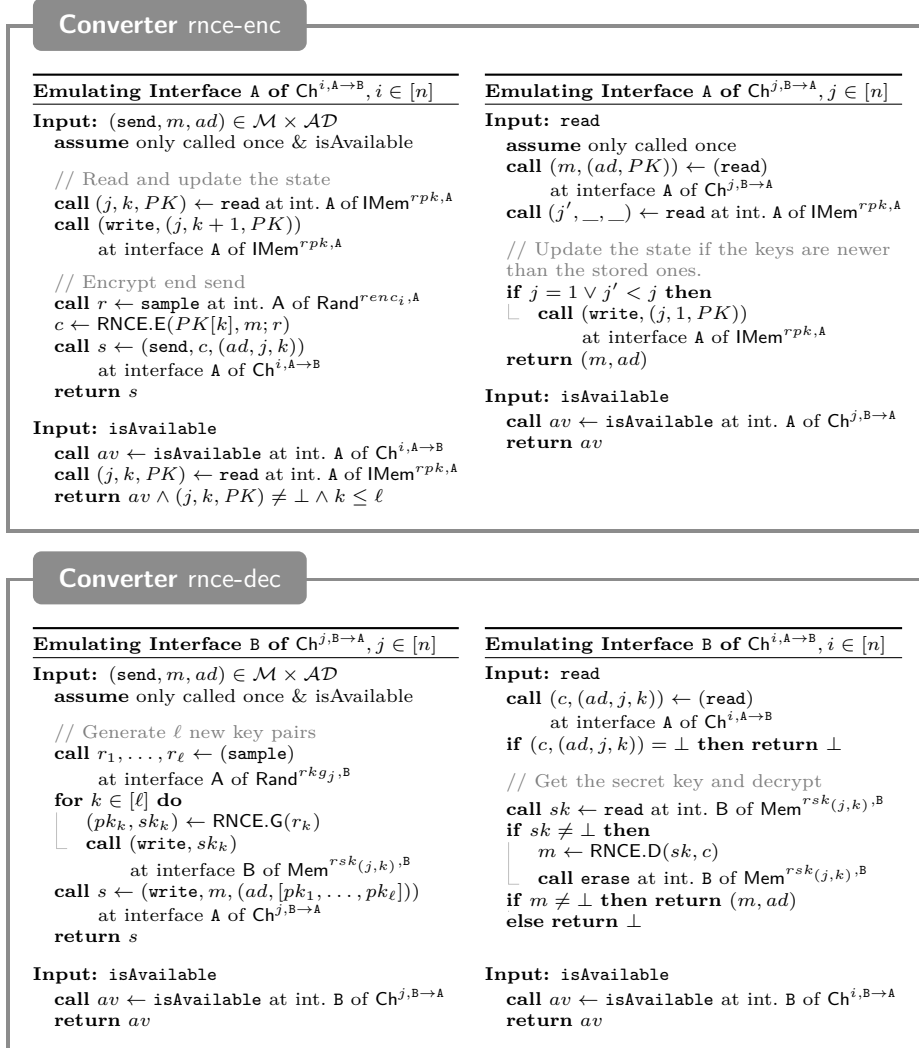 Converter rnce-enc
Emulating Interface A of Ch^{i,A→B}, i ∈ [n]
Input: (send, m, ad) ∈ M × AD
assume only called once & isAvailable
// Read and update the state
call (j, k, PK) ← read at int. A of IMem^{rpk,A}
call (write, (j, k + 1, PK))
at interface A of IMem^{rpk,A}
// Encrypt end send
call r ← sample at int. A of Rand^{renc_i,A}
c ← RNCE.E(PK[k], m; r)
call s ← (send, c, (ad, j, k))
at interface A of Ch^{i,A→B}
return s
Input: isAvailable
call av ← isAvailable at int. A of Ch^{i,A→B}
call (j, k, PK) ← read at int. A of IMem^{rpk,A}
return av ∧ (j, k, PK) ≠ ⊥ ∧ k ≤ ℓ
Emulating Interface A of Ch^{j,B→A}, j ∈ [n]
Input: read
assume only called once
call (m, (ad, PK)) ← (read)
at interface A of Ch^{j,B→A}
call (j′, _, _) ← read at int. A of IMem^{rpk,A}
// Update the state if the keys are newer
than the stored ones.
if j = 1 ∨ j′ < j then
call (write, (j, 1, PK))
at interface A of IMem^{rpk,A}
return (m, ad)
Input: isAvailable
call av ← isAvailable at int. A of Ch^{j,B→A}
return av
Converter rnce-dec
Emulating Interface B of Ch^{j,B→A}, j ∈ [n]
Input: (send, m, ad) ∈ M × AD
assume only called once & isAvailable
// Generate ℓ new key pairs
call r_1, . . . , r_ℓ ← (sample)
at interface A of Rand^{rkg_j,B}
for k ∈ [ℓ] do
(pk_k, sk_k) ← RNCE.G(r_k)
call (write, sk_k)
at interface B of Mem^{rsk_{(j,k)},B}
call s ← (write, m, (ad, [pk_1, . . . , pk_ℓ]))
at interface A of Ch^{j,B→A}
return s
Input: isAvailable
call av ← isAvailable at int. B of Ch^{j,B→A}
return av
Emulating Interface B of Ch^{i,A→B}, i ∈ [n]
Input: read
call (c, (ad, j, k)) ← (read)
at interface A of Ch^{i,A→B}
if (c, (ad, j, k)) = ⊥ then return ⊥
// Get the secret key and decrypt
call sk ← read at int. B of Mem^{rsk_{(j,k)},B}
if sk ≠ ⊥ then
m ← RNCE.D(sk, c)
call erase at int. B of Mem^{rsk_{(j,k)},B}
if m ≠ ⊥ then return (m, ad)
else return ⊥
Input: isAvailable
call av ← isAvailable at int. B of Ch^{i,B→A}
return av